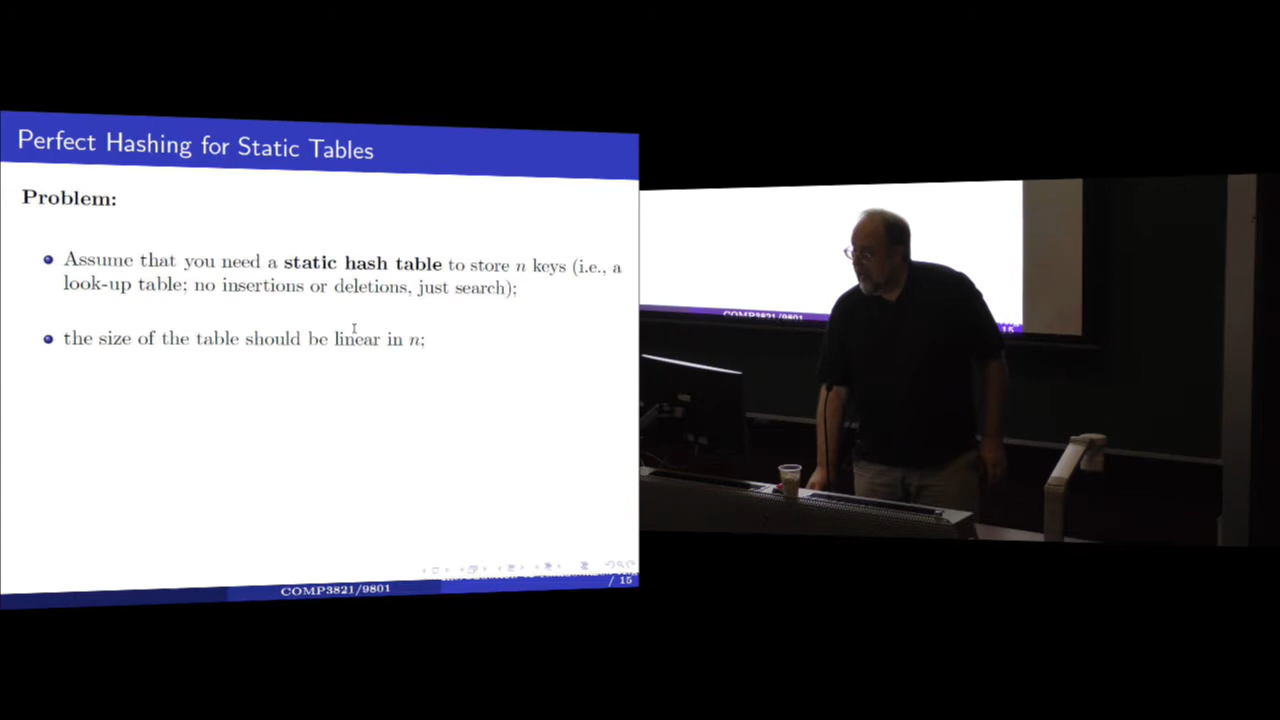 Perfect Hashing for Static Tables
Problem:
Assume that you need a static hash table to store n keys (i.e., a
look-up table; no insertions or deletions, just search);
the size of the table should be linear in n;
COMP3821/9801
/ 15
COMP3821/9801
15